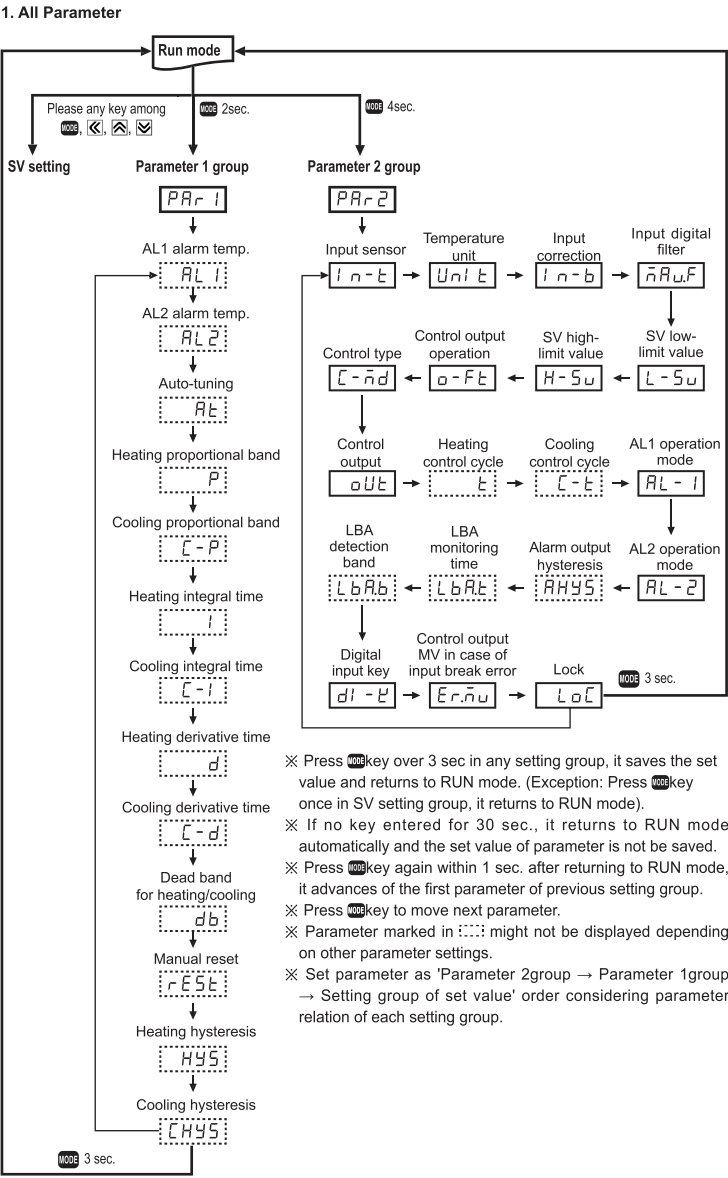 1. All Parameter
Run mode
Please any key among
MODE, «, ︽, ︾
MODE 2sec.
MODE 4sec.
SV setting
Parameter 1 group
PAr 1
AL1 alarm temp.
AL 1
AL2 alarm temp.
AL2
Auto-tuning
At
Heating proportional band
P
Cooling proportional band
C-P
Heating integral time
I
Cooling integral time
C-I
Heating derivative time
d
Cooling derivative time
C-d
Dead band
for heating/cooling
db
Manual reset
rESt
Heating hysteresis
HYS
Cooling hysteresis
CHYS
MODE 3 sec.
Parameter 2 group
PAr2
Input sensor
In-t
Temperature
unit
UnIt
Input
correction
In-b
Input digital
filter
mAu.F
SV low-
limit value
L-Su
SV high-
limit value
H-Su
Control output
operation
o-Ft
Control type
C-md
Control
output
oUt
Heating
control cycle
t
Cooling
control cycle
C-t
AL1 operation
mode
AL-1
AL2 operation
mode
AL-2
Alarm output
hysteresis
AHYS
LBA
monitoring
time
LbA.t
LBA
detection
band
LbA.b
Digital
input key
dI-K
Control output
MV in case of
input break error
Er.mu
Lock
LoC
MODE 3 sec.
※ Press MODE key over 3 sec in any setting group, it saves the set
value and returns to RUN mode. (Exception: Press MODE key
once in SV setting group, it returns to RUN mode).
※ If no key entered for 30 sec., it returns to RUN mode
automatically and the set value of parameter is not be saved.
※ Press MODE key again within 1 sec. after returning to RUN mode,
it advances of the first parameter of previous setting group.
※ Press MODE key to move next parameter.
※ Parameter marked in might not be displayed depending
on other parameter settings.
※ Set parameter as 'Parameter 2group → Parameter 1group
→ Setting group of set value' order considering parameter
relation of each setting group.